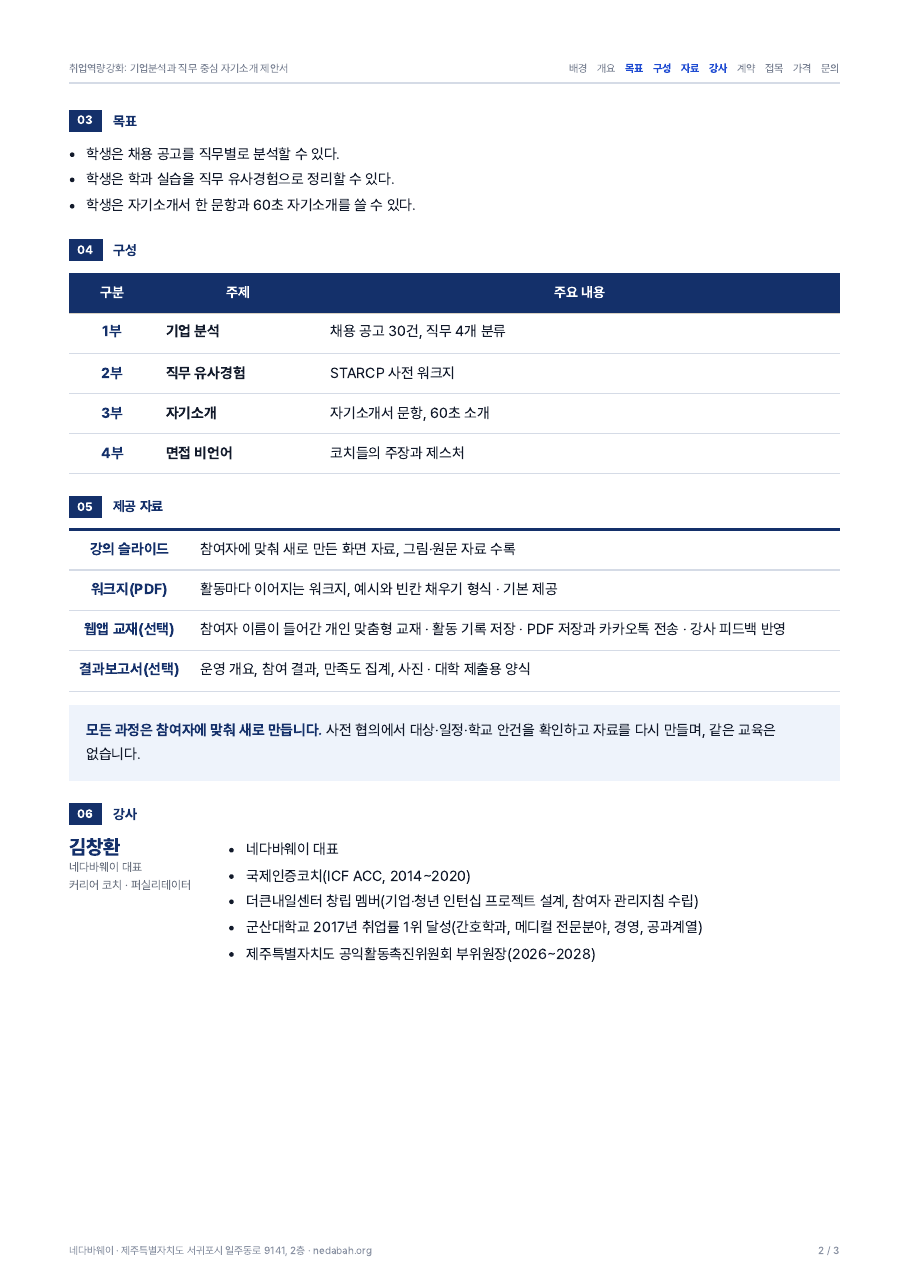 취업역량강화: 기업분석과 직무 중심 자기소개 제안서
배경 개요 목표 구성 자료 강사 계약 접목 가격 문의
03 목표
• 학생은 채용 공고를 직무별로 분석할 수 있다.
• 학생은 학과 실습을 직무 유사경험으로 정리할 수 있다.
• 학생은 자기소개서 한 문항과 60초 자기소개를 쓸 수 있다.
04 구성
구분 주제 주요 내용
1부 기업 분석 채용 공고 30건, 직무 4개 분류
2부 직무 유사경험 STARCP 사전 워크지
3부 자기소개 자기소개서 문항, 60초 소개
4부 면접 비언어 코치들의 주장과 제스처
05 제공 자료
강의 슬라이드 참여자에 맞춰 새로 만든 화면 자료, 그림·원문 자료 수록
워크지(PDF) 활동마다 이어지는 워크지, 예시와 빈칸 채우기 형식 · 기본 제공
웹앱 교재(선택) 참여자 이름이 들어간 개인 맞춤형 교재 · 활동 기록 저장 · PDF 저장과 카카오톡 전송 · 강사 피드백 반영
결과보고서(선택) 운영 개요, 참여 결과, 만족도 집계, 사진 · 대학 제출용 양식
모든 과정은 참여자에 맞춰 새로 만듭니다. 사전 협의에서 대상·일정·학교 안건을 확인하고 자료를 다시 만들며, 같은 교육은
없습니다.
06 강사
김창환
네다바웨이 대표
커리어 코치 · 퍼실리테이터
• 네다바웨이 대표
• 국제인증코치(ICF ACC, 2014~2020)
• 더큰내일센터 창립 멤버(기업·청년 인턴십 프로젝트 설계, 참여자 관리지침 수립)
• 군산대학교 2017년 취업률 1위 달성(간호학과, 메디컬 전문분야, 경영, 공과계열)
• 제주특별자치도 공익활동촉진위원회 부위원장(2026~2028)
네다바웨이 · 제주특별자치도 서귀포시 일주동로 9141, 2층 · nedabah.org
2 / 3